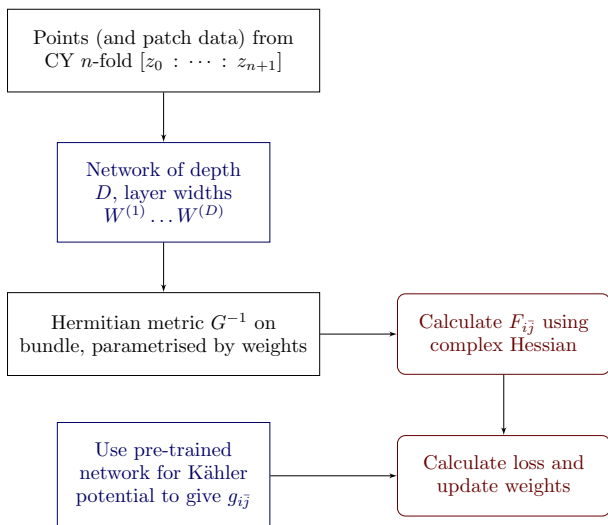 Points (and patch data) from
CY n-fold [z₀ : ⋯ : zₙ₊₁]
Network of depth
D, layer widths
W⁽¹⁾ … W⁽ᴰ⁾
Hermitian metric G⁻¹ on
bundle, parametrised by weights
Calculate F_{ij̄} using
complex Hessian
Use pre-trained
network for Kähler
potential to give g_{ij̄}
Calculate loss and
update weights